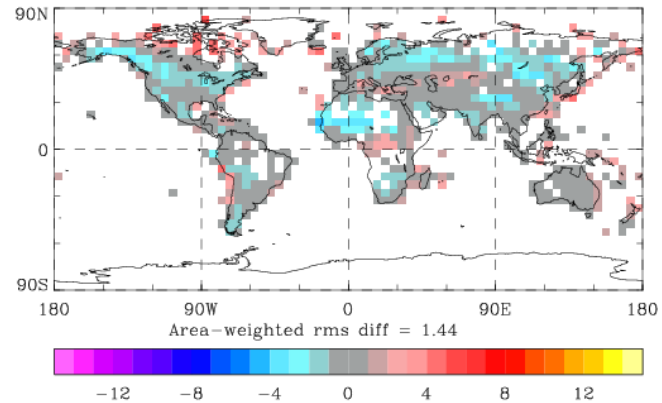 90N
0
90S
180 90W 0 90E 180
Area-weighted rms diff = 1.44
-12 -8 -4 0 4 8 12